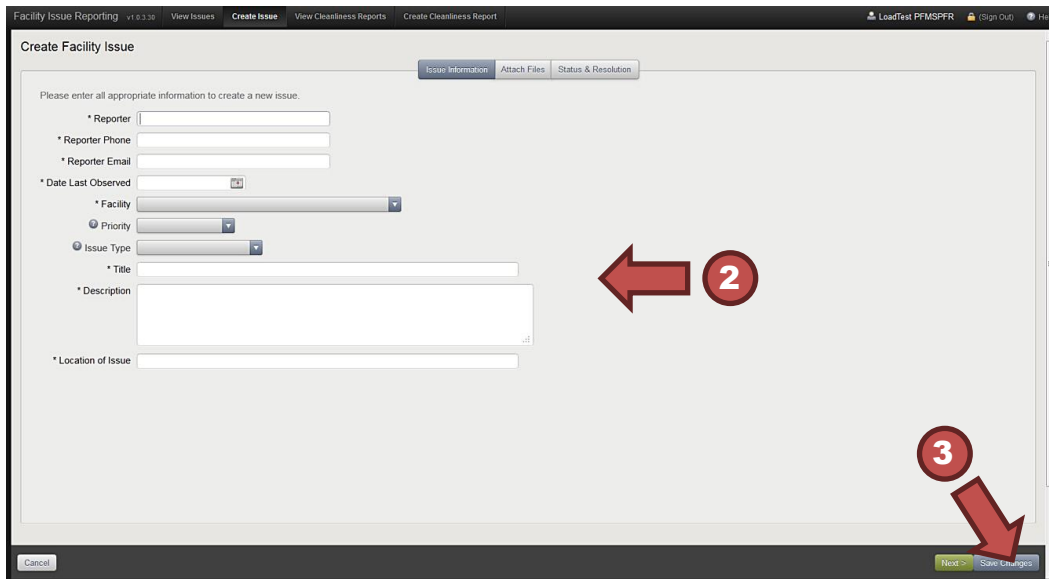 Facility Issue Reporting v1.0.3.30 View Issues Create Issue View Cleanliness Reports Create Cleanliness Report LoadTest PFMSPFR (Sign Out) He
Create Facility Issue
Issue Information Attach Files Status & Resolution
Please enter all appropriate information to create a new issue.
* Reporter
* Reporter Phone
* Reporter Email
* Date Last Observed
* Facility
Priority
Issue Type
* Title
2
* Description
* Location of Issue
3
Cancel Next > Save Changes